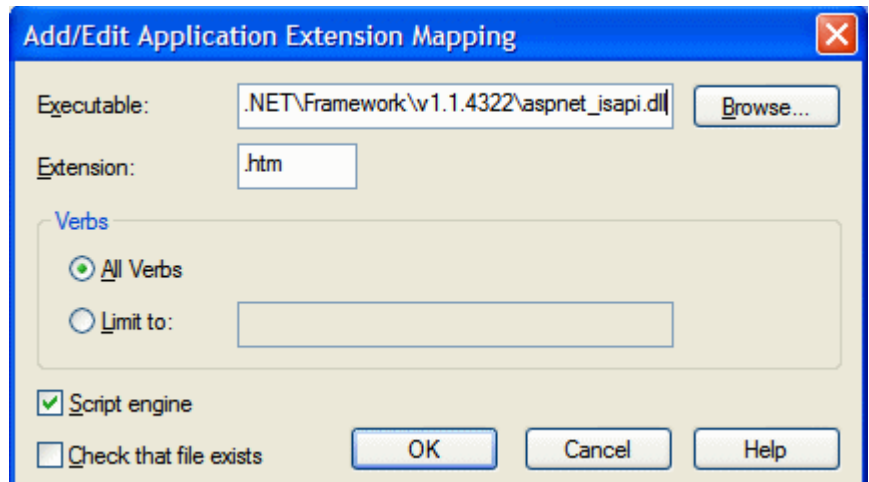 Add/Edit Application Extension Mapping
Executable: .NET\Framework\v1.1.4322\aspnet_isapi.dll Browse...
Extension: .htm
Verbs
All Verbs
Limit to:
Script engine
Check that file exists OK Cancel Help